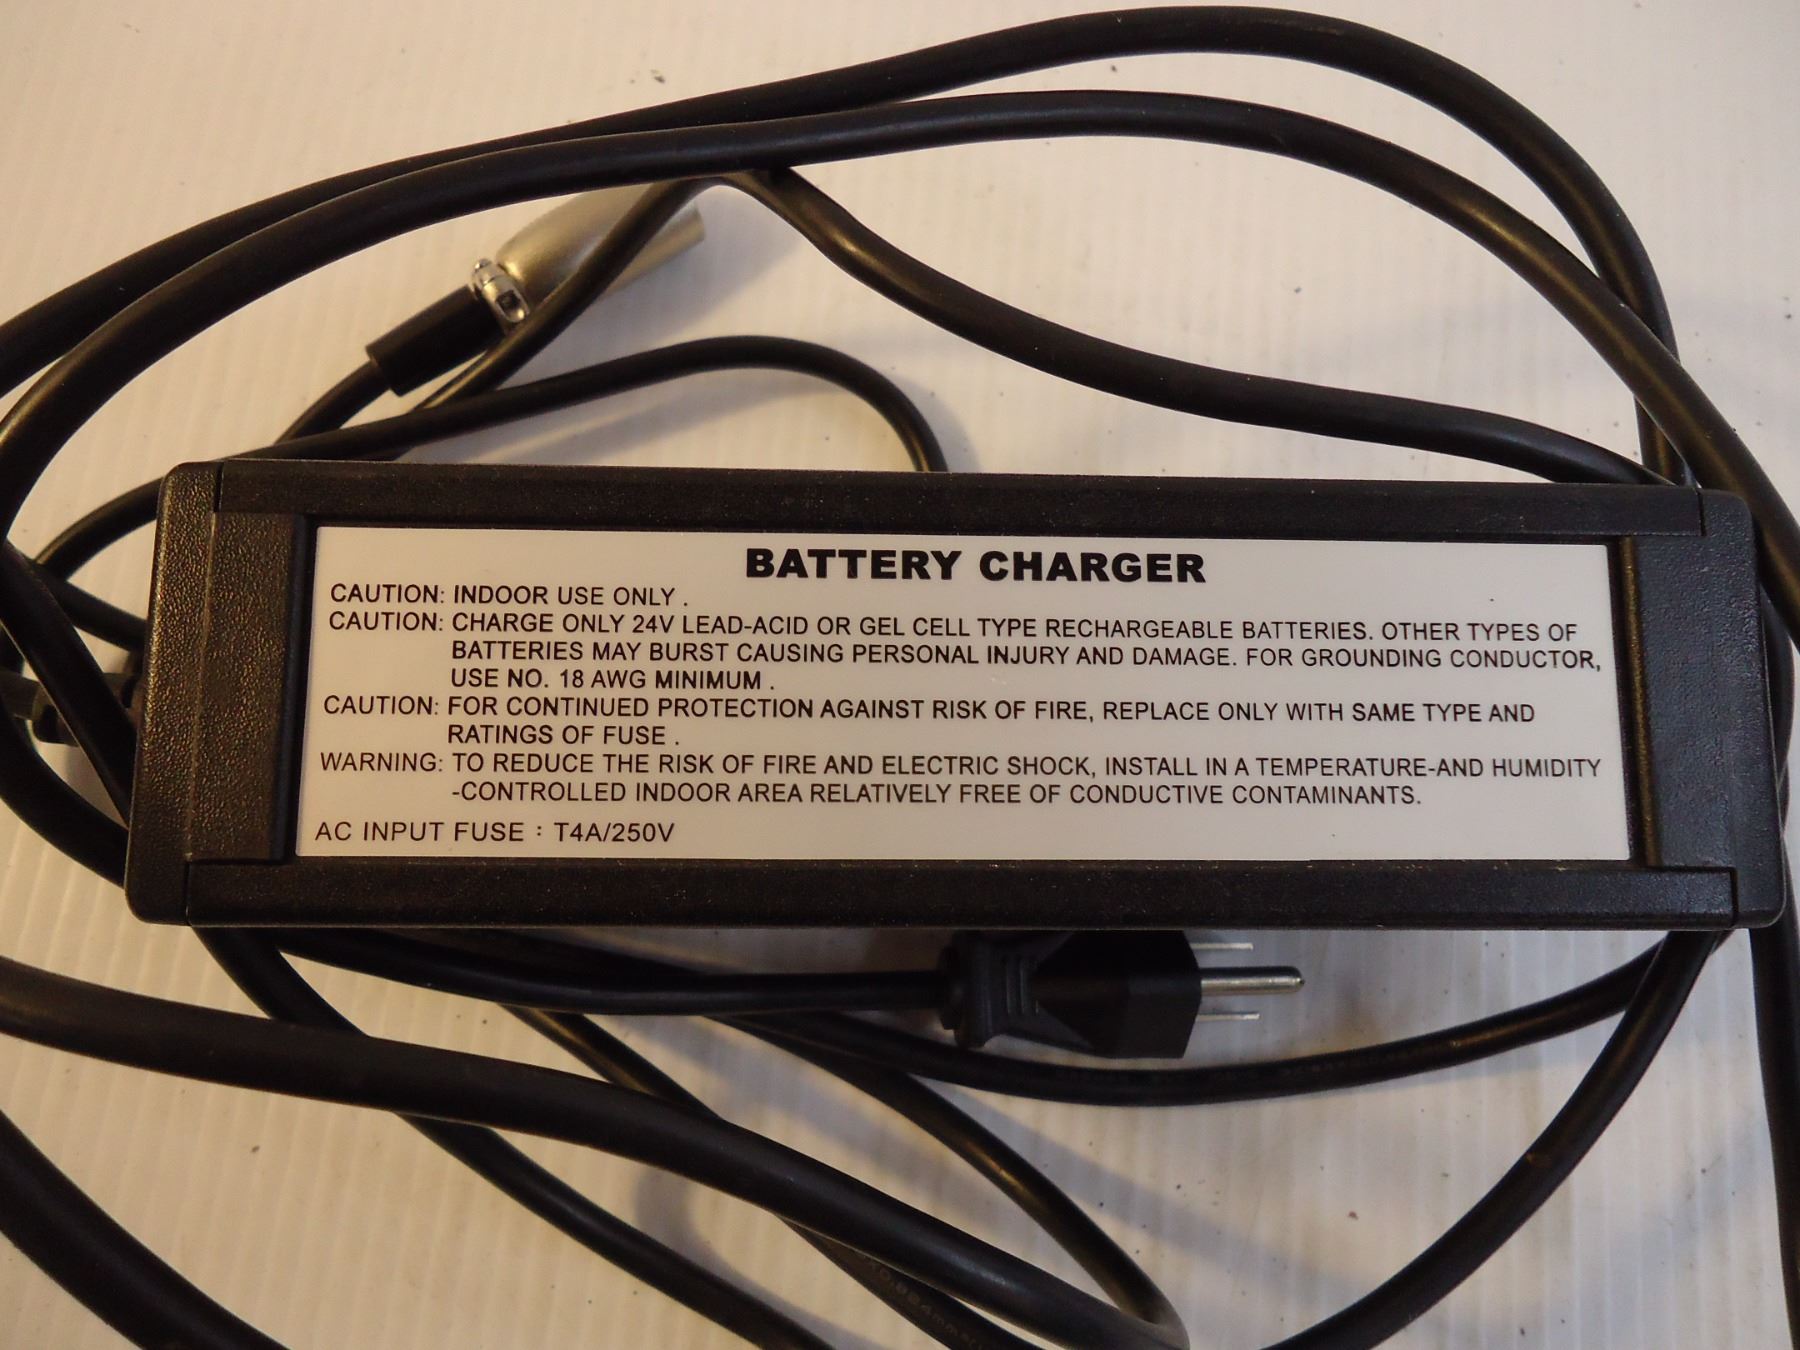 BATTERY CHARGER
CAUTION: INDOOR USE ONLY .
CAUTION: CHARGE ONLY 24V LEAD-ACID OR GEL CELL TYPE RECHARGEABLE BATTERIES. OTHER TYPES OF
BATTERIES MAY BURST CAUSING PERSONAL INJURY AND DAMAGE. FOR GROUNDING CONDUCTOR,
USE NO. 18 AWG MINIMUM .
CAUTION: FOR CONTINUED PROTECTION AGAINST RISK OF FIRE, REPLACE ONLY WITH SAME TYPE AND
RATINGS OF FUSE .
WARNING: TO REDUCE THE RISK OF FIRE AND ELECTRIC SHOCK, INSTALL IN A TEMPERATURE-AND HUMIDITY
-CONTROLLED INDOOR AREA RELATIVELY FREE OF CONDUCTIVE CONTAMINANTS.
AC INPUT FUSE : T4A/250V